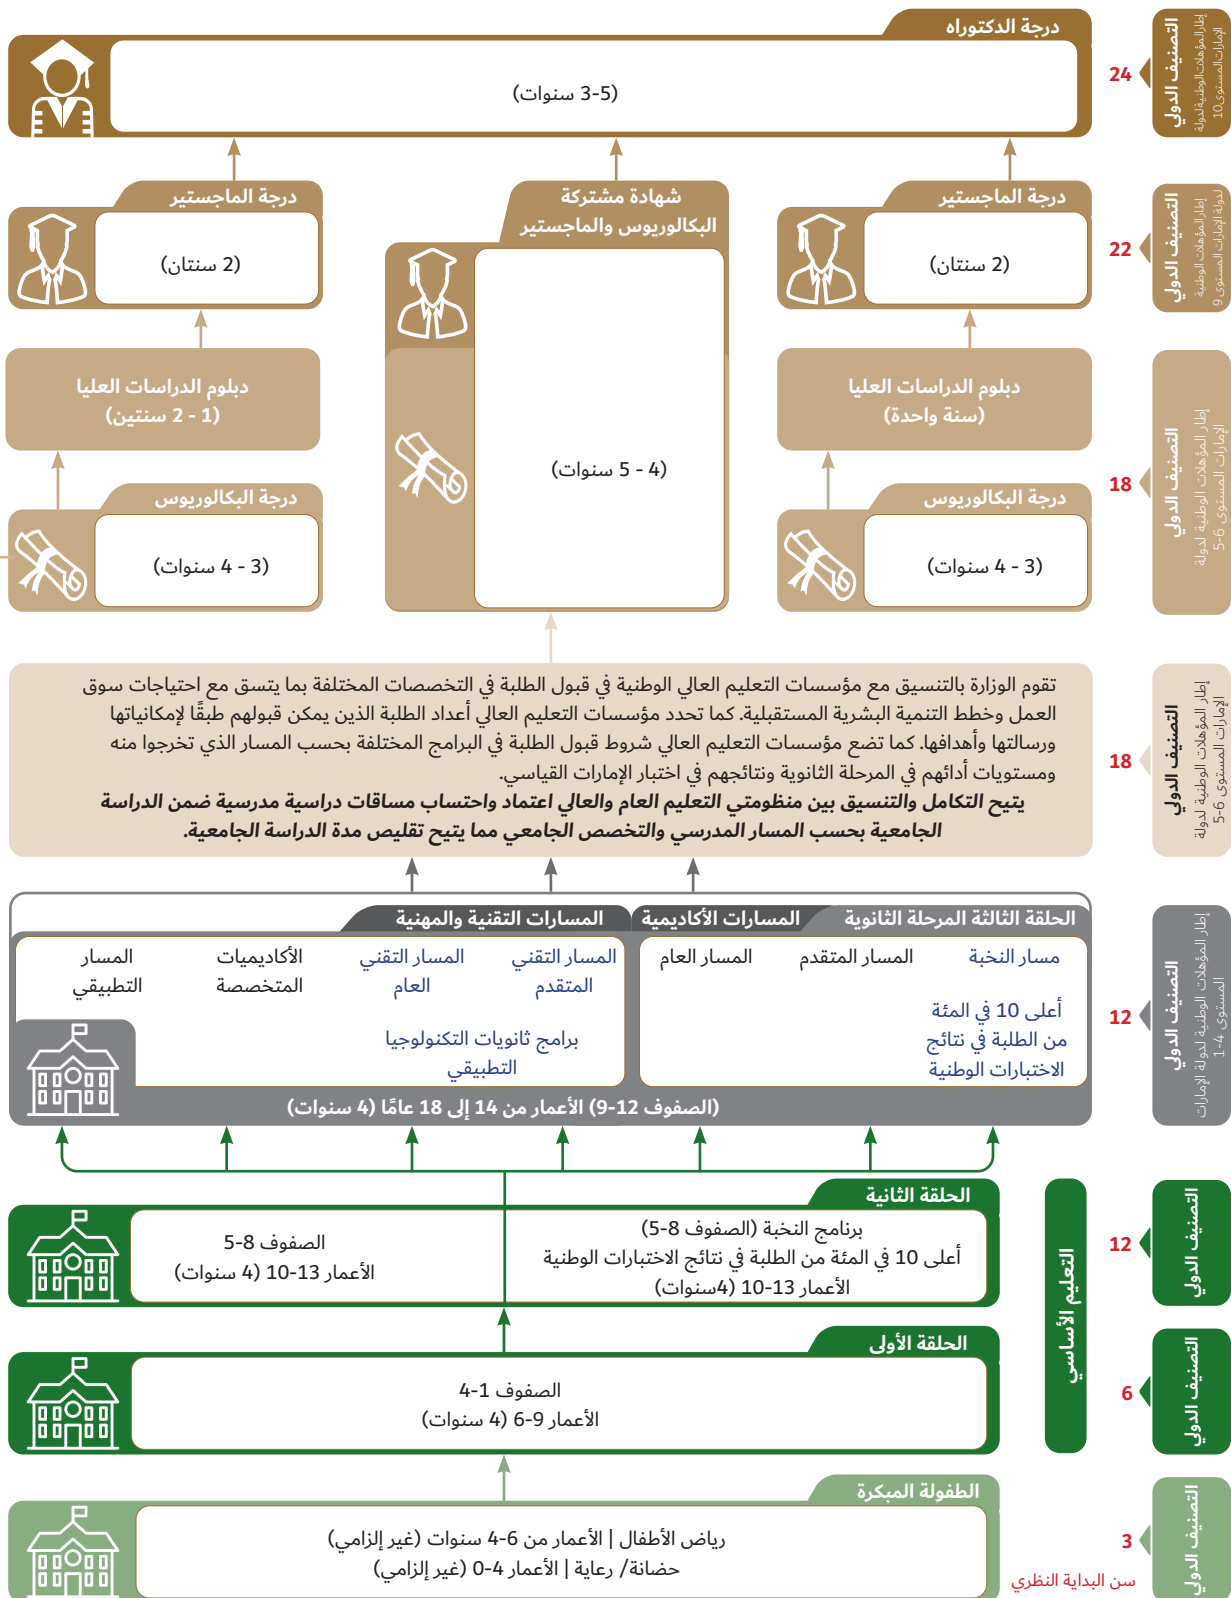 درجة الدكتوراه
(3-5 سنوات)
24
التصنيف الدولي
إطار المؤهلات الوطنية لدولة
الإمارات المستوى 10
درجة الماجستير
(2 سنتان)
شهادة مشتركة
البكالوريوس والماجستير
(4 - 5 سنوات)
درجة الماجستير
(2 سنتان)
22
التصنيف الدولي
إطار المؤهلات الوطنية
لدولة الإمارات المستوى 9
دبلوم الدراسات العليا
(سنة واحدة)
دبلوم الدراسات العليا
(1 - 2 سنتين)
درجة البكالوريوس
(3 - 4 سنوات)
درجة البكالوريوس
(3 - 4 سنوات)
18
التصنيف الدولي
إطار المؤهلات الوطنية لدولة
الإمارات المستوى 5-6
تقوم الوزارة بالتنسيق مع مؤسسات التعليم العالي الوطنية في قبول الطلبة في التخصصات المختلفة بما يتسق مع احتياجات سوق
العمل وخطط التنمية البشرية المستقبلية. كما تحدد مؤسسات التعليم العالي أعداد الطلبة الذين يمكن قبولهم طبقًا لإمكانياتها
ورسالتها وأهدافها. كما تضع مؤسسات التعليم العالي شروط قبول الطلبة في البرامج المختلفة بحسب المسار الذي تخرجوا منه
ومستويات أدائهم في المرحلة الثانوية ونتائجهم في اختبار الإمارات القياسي.
يتيح التكامل والتنسيق بين منظومتي التعليم العام والعالي اعتماد واحتساب مساقات دراسية مدرسية ضمن الدراسة
الجامعية بحسب المسار المدرسي والتخصص الجامعي مما يتيح تقليص مدة الدراسة الجامعية.
18
التصنيف الدولي
إطار المؤهلات الوطنية لدولة
الإمارات المستوى 5-6
الحلقة الثالثة المرحلة الثانوية
المسارات الأكاديمية
المسارات التقنية والمهنية
مسار النخبة
أعلى 10 في المئة
من الطلبة في نتائج
الاختبارات الوطنية
المسار المتقدم
المسار العام
المسار التقني
المتقدم
المسار التقني
العام
برامج ثانويات التكنولوجيا
التطبيقي
الأكاديميات
المتخصصة
المسار
التطبيقي
(الصفوف 12-9) الأعمار من 14 إلى 18 عامًا (4 سنوات)
12
التصنيف الدولي
إطار المؤهلات الوطنية لدولة الإمارات
المستوى 4-1
التعليم الأساسي
الحلقة الثانية
برنامج النخبة (الصفوف 8-5)
أعلى 10 في المئة من الطلبة في نتائج الاختبارات الوطنية
الأعمار 13-10 (4سنوات)
الصفوف 8-5
الأعمار 13-10 (4 سنوات)
12
التصنيف الدولي
الحلقة الأولى
الصفوف 1-4
الأعمار 9-6 (4 سنوات)
6
التصنيف الدولي
الطفولة المبكرة
رياض الأطفال | الأعمار من 6-4 سنوات (غير إلزامي)
حضانة/ رعاية | الأعمار 4-0 (غير إلزامي)
3
سن البداية النظري
التصنيف الدولي